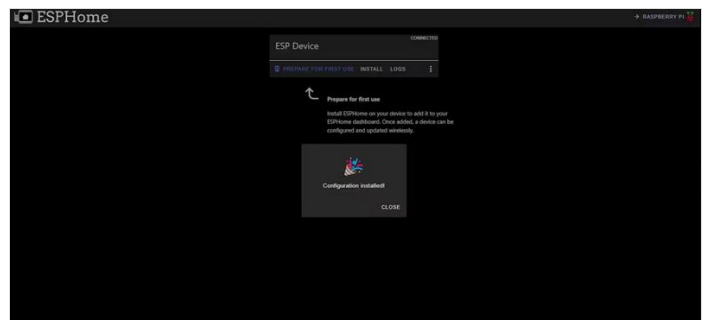 ESPHome
→ RASPBERRY PI
CONNECTED
ESP Device
PREPARE FOR FIRST USE INSTALL LOGS
Prepare for first use
Install ESPHome on your device to add it to your
ESPHome dashboard. Once added, a device can be
configured and updated wirelessly.
Configuration installed!
CLOSE